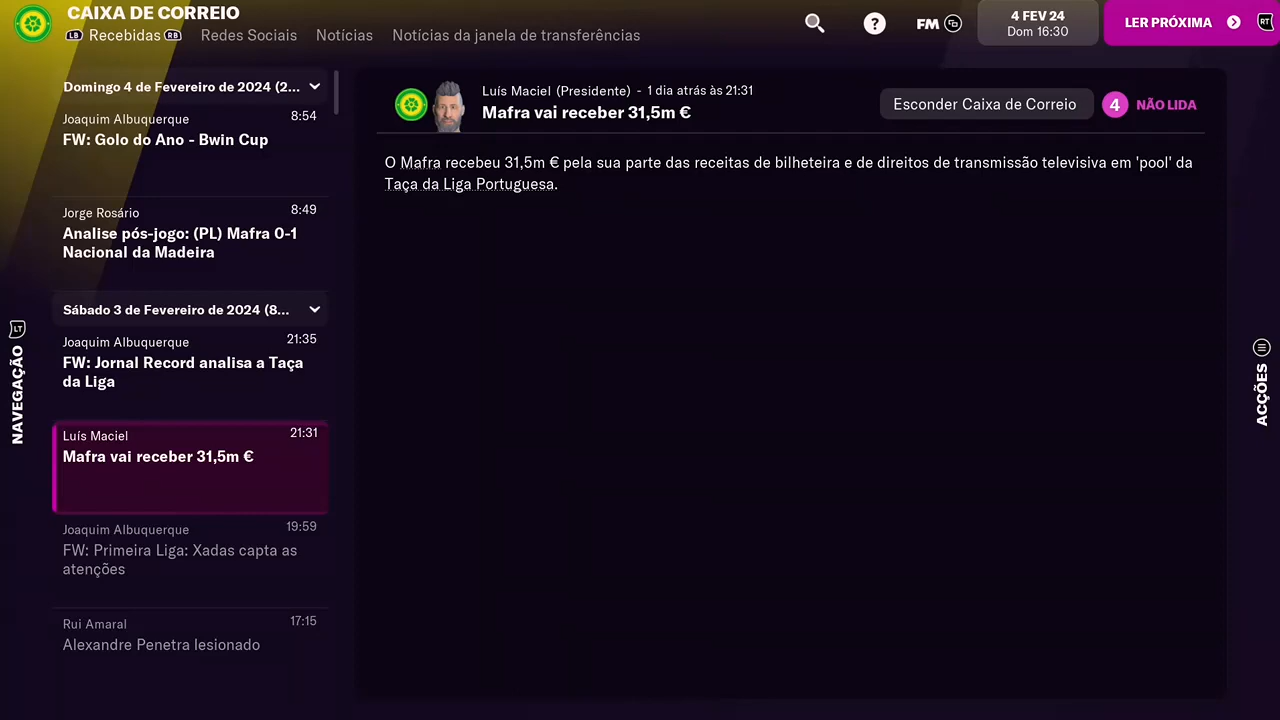 CAIXA DE CORREIO
LB Recebidas RB Redes Sociais Notícias Notícias da janela de transferências
FM
4 FEV 24
Dom 16:30
LER PRÓXIMA
RT
Domingo 4 de Fevereiro de 2024 (2...
Joaquim Albuquerque 8:54
FW: Golo do Ano - Bwin Cup
Jorge Rosário 8:49
Analise pós-jogo: (PL) Mafra 0-1
Nacional da Madeira
Sábado 3 de Fevereiro de 2024 (8...
Joaquim Albuquerque 21:35
FW: Jornal Record analisa a Taça
da Liga
Luís Maciel 21:31
Mafra vai receber 31,5m €
Joaquim Albuquerque 19:59
FW: Primeira Liga: Xadas capta as
atenções
Rui Amaral 17:15
Alexandre Penetra lesionado
Luís Maciel (Presidente) - 1 dia atrás às 21:31
Mafra vai receber 31,5m €
Esconder Caixa de Correio
4 NÃO LIDA
O Mafra recebeu 31,5m € pela sua parte das receitas de bilheteira e de direitos de transmissão televisiva em 'pool' da
Taça da Liga Portuguesa.
LT
NAVEGAÇÃO
ACÇÕES